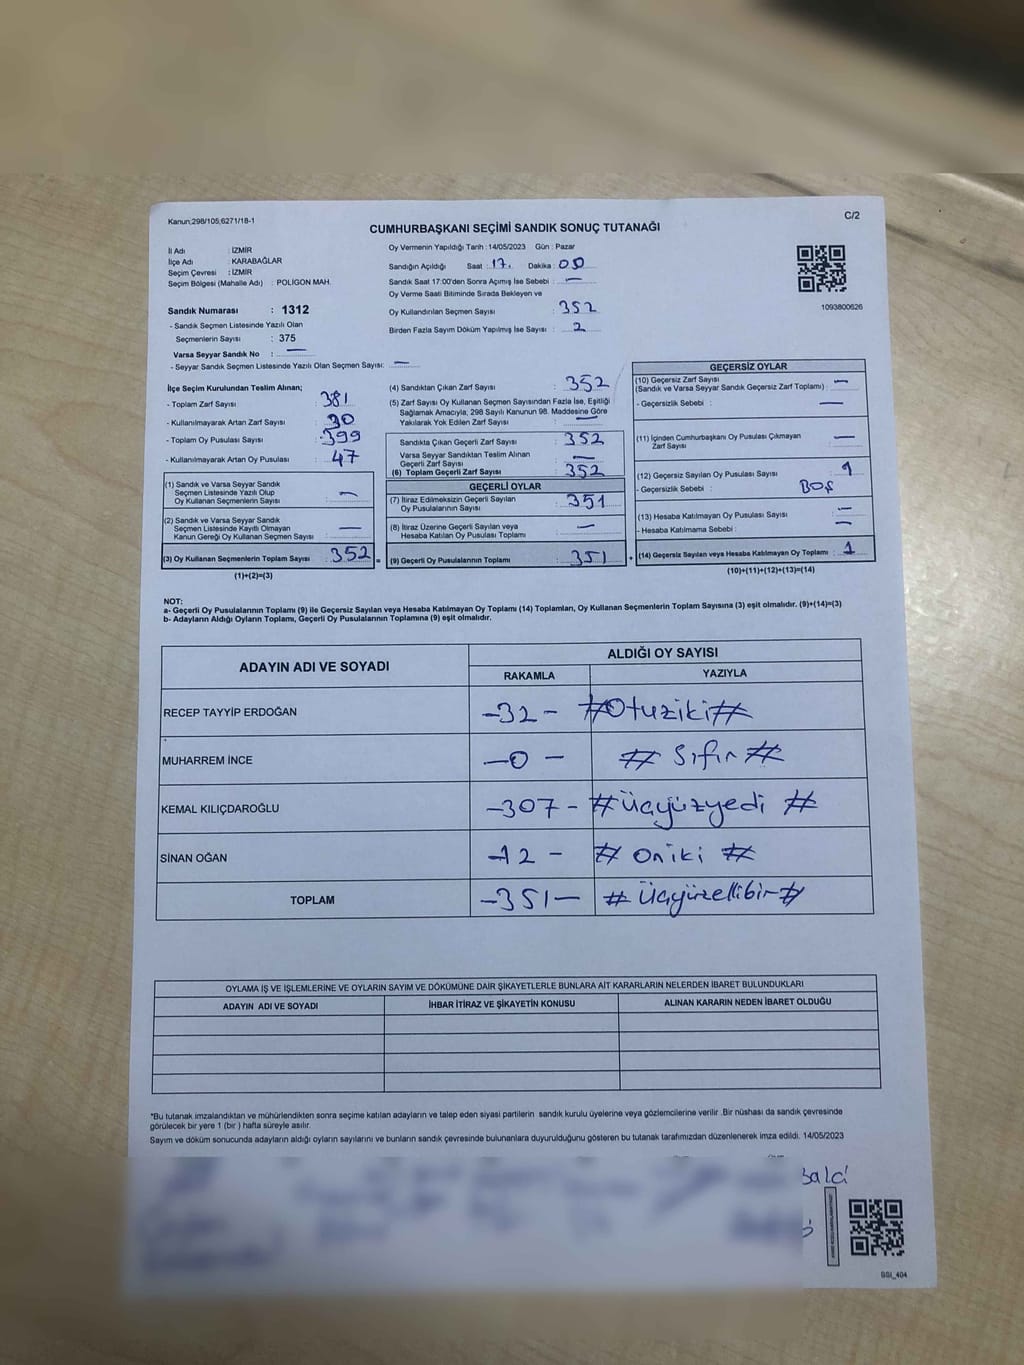 Kanun;298/105,6271/18-1
C/2
CUMHURBAŞKANI SEÇİMİ SANDIK SONUÇ TUTANAĞI
İl Adı : İZMİR
İlçe Adı : KARABAĞLAR
Seçim Çevresi : İZMİR
Seçim Bölgesi (Mahalle Adı) : POLİGON MAH.
Oy Vermenin Yapıldığı Tarih :14/05/2023 Gün : Pazar
Sandığın Açıldığı Saat : 17. Dakika : 00
Sandık Saat 17:00'den Sonra Açımış İse Sebebi : —
Oy Verme Saati Bitiminde Sırada Bekleyen ve
Oy Kullandırılan Seçmen Sayısı : 352
Birden Fazla Sayım Döküm Yapılmış İse Sayısı : 2
1093800626
Sandık Numarası : 1312
- Sandık Seçmen Listesinde Yazılı Olan
Seçmenlerin Sayısı : 375
Varsa Seyyar Sandık No : —
- Seyyar Sandık Seçmen Listesinde Yazılı Olan Seçmen Sayısı: —
İlçe Seçim Kurulundan Teslim Alınan;
- Toplam Zarf Sayısı : 381
- Kullanılmayarak Artan Zarf Sayısı : 30
- Toplam Oy Pusulası Sayısı : 399
- Kullanılmayarak Artan Oy Pusulası : 47
(1) Sandık ve Varsa Seyyar Sandık
Seçmen Listesinde Yazılı Olup
Oy Kullanan Seçmenlerin Sayısı : —
(2) Sandık ve Varsa Seyyar Sandık
Seçmen Listesinde Kayıtlı Olmayan
Kanun Gereği Oy Kullanan Seçmen Sayısı : —
(3) Oy Kullanan Seçmenlerin Toplam Sayısı : 352
(1)+(2)=(3)
(4) Sandıktan Çıkan Zarf Sayısı : 352
(5) Zarf Sayısı Oy Kullanan Seçmen Sayısından Fazla İse, Eşitliği
Sağlamak Amacıyla, 298 Sayılı Kanunun 98. Maddesine Göre
Yakılarak Yok Edilen Zarf Sayısı : —
Sandıkta Çıkan Geçerli Zarf Sayısı : 352
Varsa Seyyar Sandıktan Teslim Alınan
Geçerli Zarf Sayısı : —
(6) Toplam Geçerli Zarf Sayısı : 352
GEÇERLİ OYLAR
(7) İtiraz Edilmeksizin Geçerli Sayılan
Oy Pusulalarının Sayısı : 351
(8) İtiraz Üzerine Geçerli Sayılan veya
Hesaba Katılan Oy Pusulası Toplamı : —
(9) Geçerli Oy Pusulalarının Toplamı : 351
GEÇERSİZ OYLAR
(10) Geçersiz Zarf Sayısı
(Sandık ve Varsa Seyyar Sandık Geçersiz Zarf Toplamı) : —
- Geçersizlik Sebebi : —
(11) İçinden Cumhurbaşkanı Oy Pusulası Çıkmayan
Zarf Sayısı : —
(12) Geçersiz Sayılan Oy Pusulası Sayısı : 1
- Geçersizlik Sebebi : BOŞ
(13) Hesaba Katılmayan Oy Pusulası Sayısı : —
- Hesaba Katılmama Sebebi : —
(14) Geçersiz Sayılan veya Hesaba Katılmayan Oy Toplamı : 1
(10)+(11)+(12)+(13)=(14)
NOT:
a- Geçerli Oy Pusulalarının Toplamı (9) ile Geçersiz Sayılan veya Hesaba Katılmayan Oy Toplamı (14) Toplamları, Oy Kullanan Seçmenlerin Toplam Sayısına (3) eşit olmalıdır. (9)+(14)=(3)
b- Adayların Aldığı Oyların Toplamı, Geçerli Oy Pusulalarının Toplamına (9) eşit olmalıdır.
ADAYIN ADI VE SOYADI ALDIĞI OY SAYISI
RAKAMLA YAZIYLA
RECEP TAYYİP ERDOĞAN -32- #Otuziki#
MUHARREM İNCE -0- # Sıfır #
KEMAL KILIÇDAROĞLU -307- #Üçyüzyedi #
SİNAN OĞAN -12- # oniki #
TOPLAM -351- # Üçyüzellibir#
OYLAMA İŞ VE İŞLEMLERİNE VE OYLARIN SAYIM VE DÖKÜMÜNE DAİR ŞİKAYETLERLE BUNLARA AİT KARARLARIN NELERDEN İBARET BULUNDUKLARI
ADAYIN ADI VE SOYADI İHBAR İTİRAZ VE ŞİKAYETİN KONUSU ALINAN KARARIN NEDEN İBARET OLDUĞU
*Bu tutanak imzalandıktan ve mühürlendikten sonra seçime katılan adayların ve talep eden siyasi partilerin sandık kurulu üyelerine veya gözlemcilerine verilir .Bir nüshası da sandık çevresinde
görülecek bir yere 1 (bir ) hafta süreyle asılır.
Sayım ve döküm sonucunda adayların aldığı oyların sayılarını ve bunların sandık çevresinde bulunanlara duyurulduğunu gösteren bu tutanak tarafımızdan düzenlenerek imza edildi. 14/05/2023
BSI_404